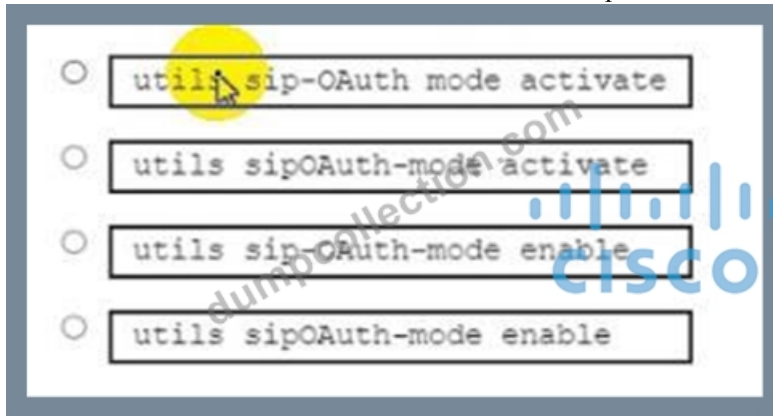 utils sip-OAuth mode activate
utils sipOAuth-mode activate
utils sip-OAuth-mode enable
utils sipOAuth-mode enable
dumpcollection.com
CISCO